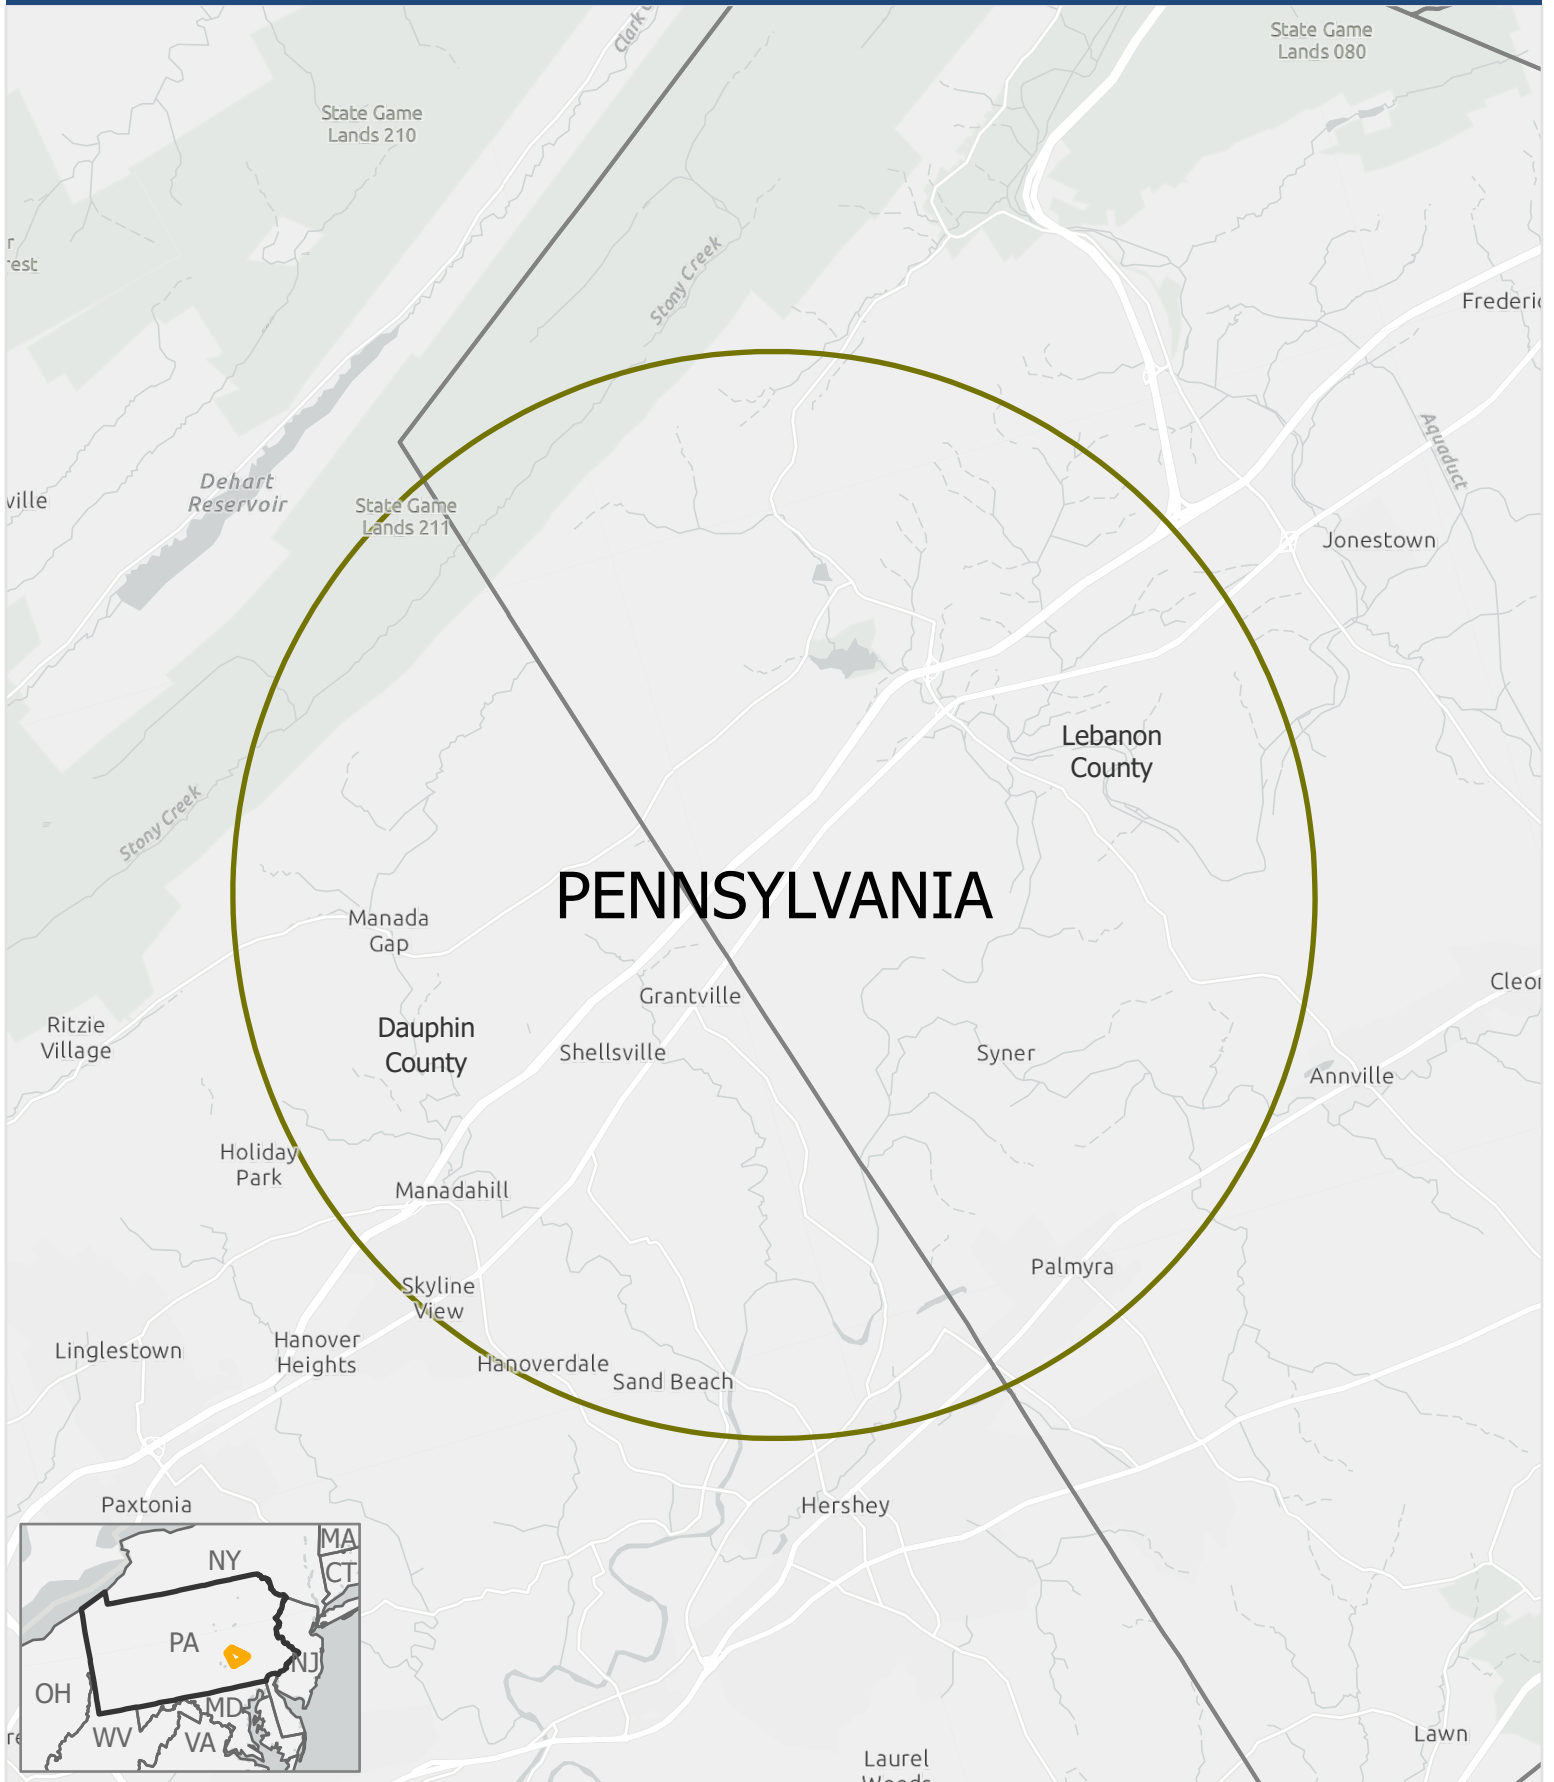 Clark C
State Game
Lands 080
State Game
Lands 210
r
rest
Stony Creek
Frederic
Aquaduct
Dehart
Reservoir
ville
State Game
Lands 211
Jonestown
Lebanon
County
Stony Creek
PENNSYLVANIA
Manada
Gap
Cleon
Grantville
Ritzie
Village
Dauphin
County
Shellsville
Syner
Annville
Holiday
Park
Manadahill
Palmyra
Skyline
View
Hanover
Heights
Linglestown
Hanoverdale
Sand Beach
Paxtonia
Hershey
MA
NY
CT
PA
NJ
OH
MD
WV
VA
re
Lawn
Laurel
Woods